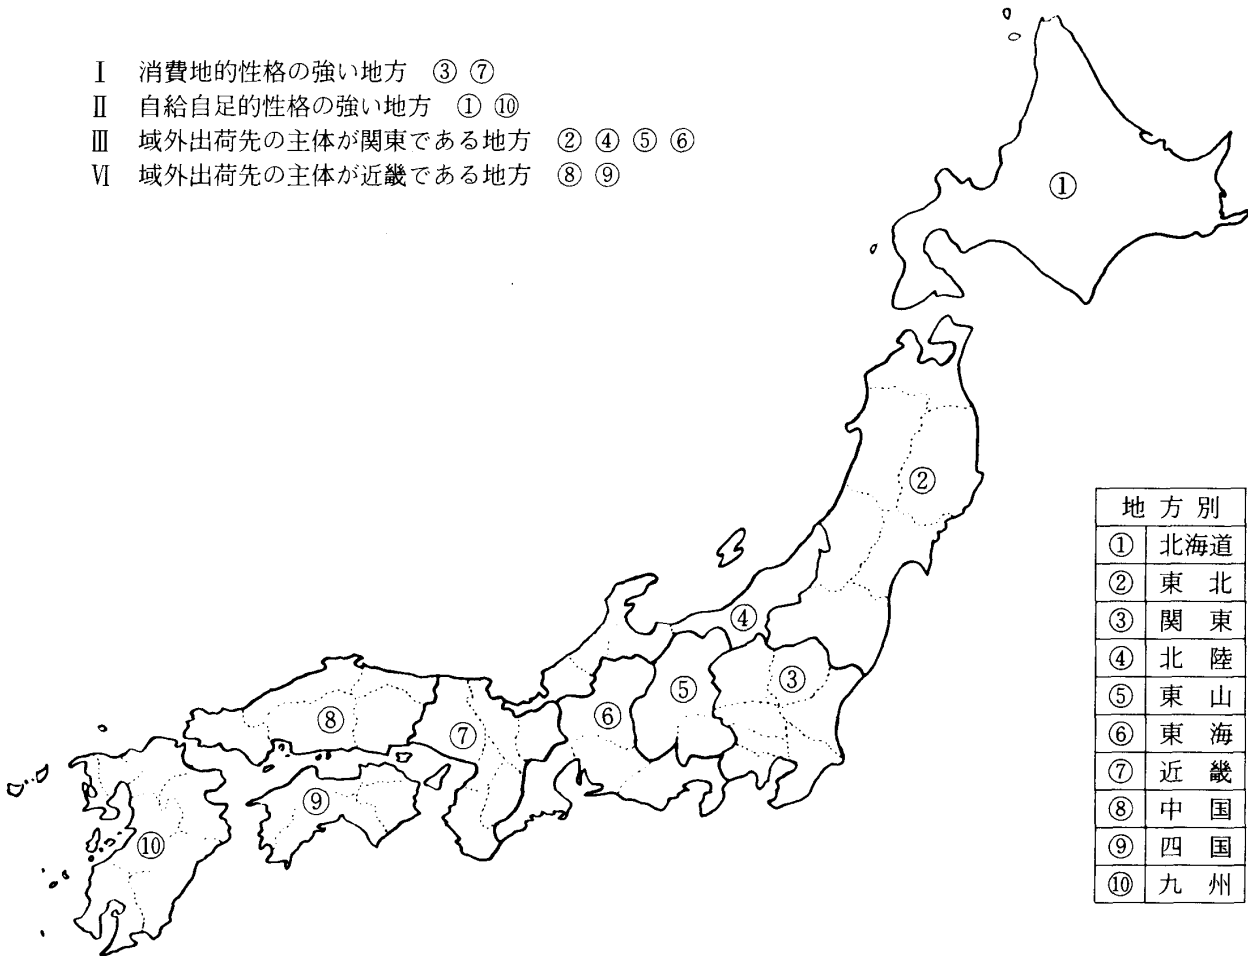 Ⅰ 消費地的性格の強い地方 ③ ⑦
Ⅱ 自給自足的性格の強い地方 ① ⑩
Ⅲ 域外出荷先の主体が関東である地方 ② ④ ⑤ ⑥
Ⅵ 域外出荷先の主体が近畿である地方 ⑧ ⑨
①
②
④
③
⑤
⑥
⑧
⑦
⑨
⑩
地方別
① 北海道
② 東北
③ 関東
④ 北陸
⑤ 東山
⑥ 東海
⑦ 近畿
⑧ 中国
⑨ 四国
⑩ 九州